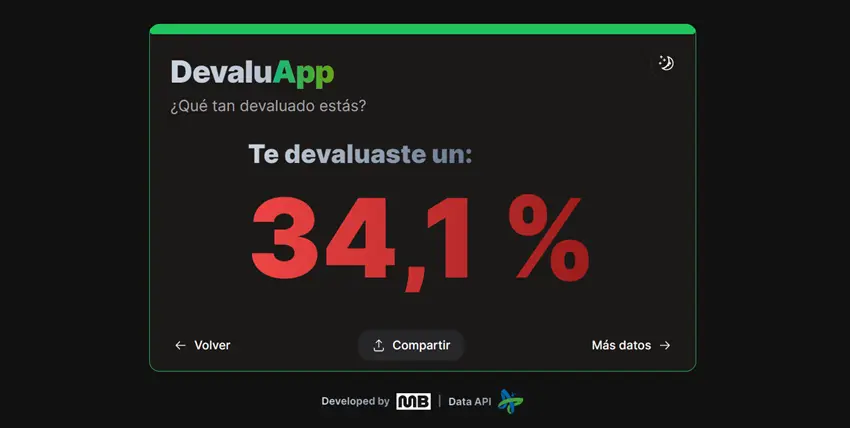 DevaluApp
¿Qué tan devaluado estás?
Te devaluaste un:
34,1 %
Volver
Compartir
Más datos
Developed by MB | Data API